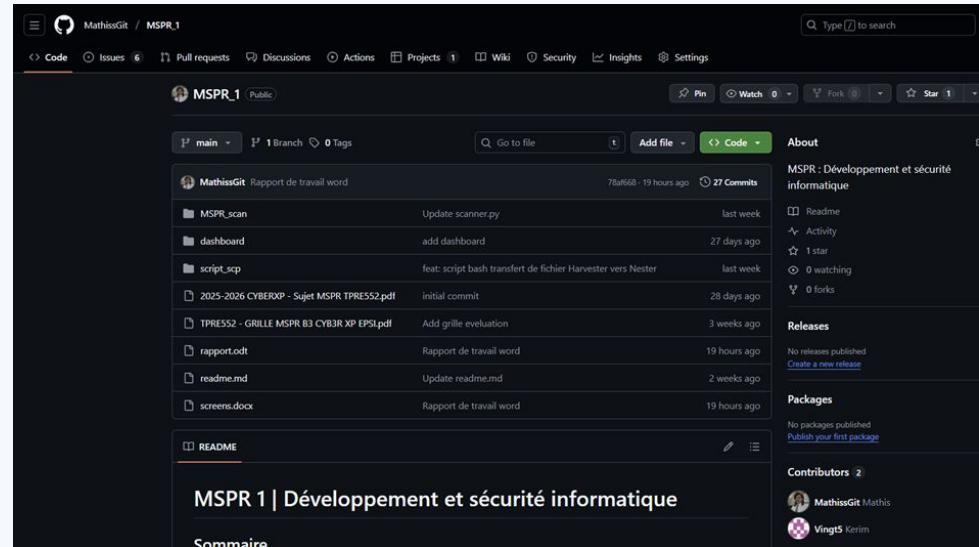 MathissGit / MSPR_1
Type / to search
Code Issues 6 Pull requests Discussions Actions Projects 1 Wiki Security Insights Settings
MSPR_1 Public Pin Watch 0 Fork 0 Star 1
main 1 Branch 0 Tags Go to file t Add file Code
MathissGit Rapport de travail word 78af668 · 19 hours ago 27 Commits
MSPR_scan Update scanner.py last week
dashboard add dashboard 27 days ago
script_scp feat: script bash transfert de fichier Harvester vers Nester last week
2025-2026 CYBERXP - Sujet MSPR TPRE552.pdf initial commit 28 days ago
TPRE552 - GRILLE MSPR B3 CYB3R XP EPSI.pdf Add grille eveluation 3 weeks ago
rapport.odt Rapport de travail word 19 hours ago
readme.md Update readme.md 2 weeks ago
screens.docx Rapport de travail word 19 hours ago
README
MSPR 1 | Développement et sécurité informatique
Sommaire
About
MSPR : Développement et sécurité
informatique
Readme
Activity
1 star
0 watching
0 forks
Releases
No releases published
Create a new release
Packages
No packages published
Publish your first package
Contributors 2
MathissGit Mathis
Vingt5 Kerim